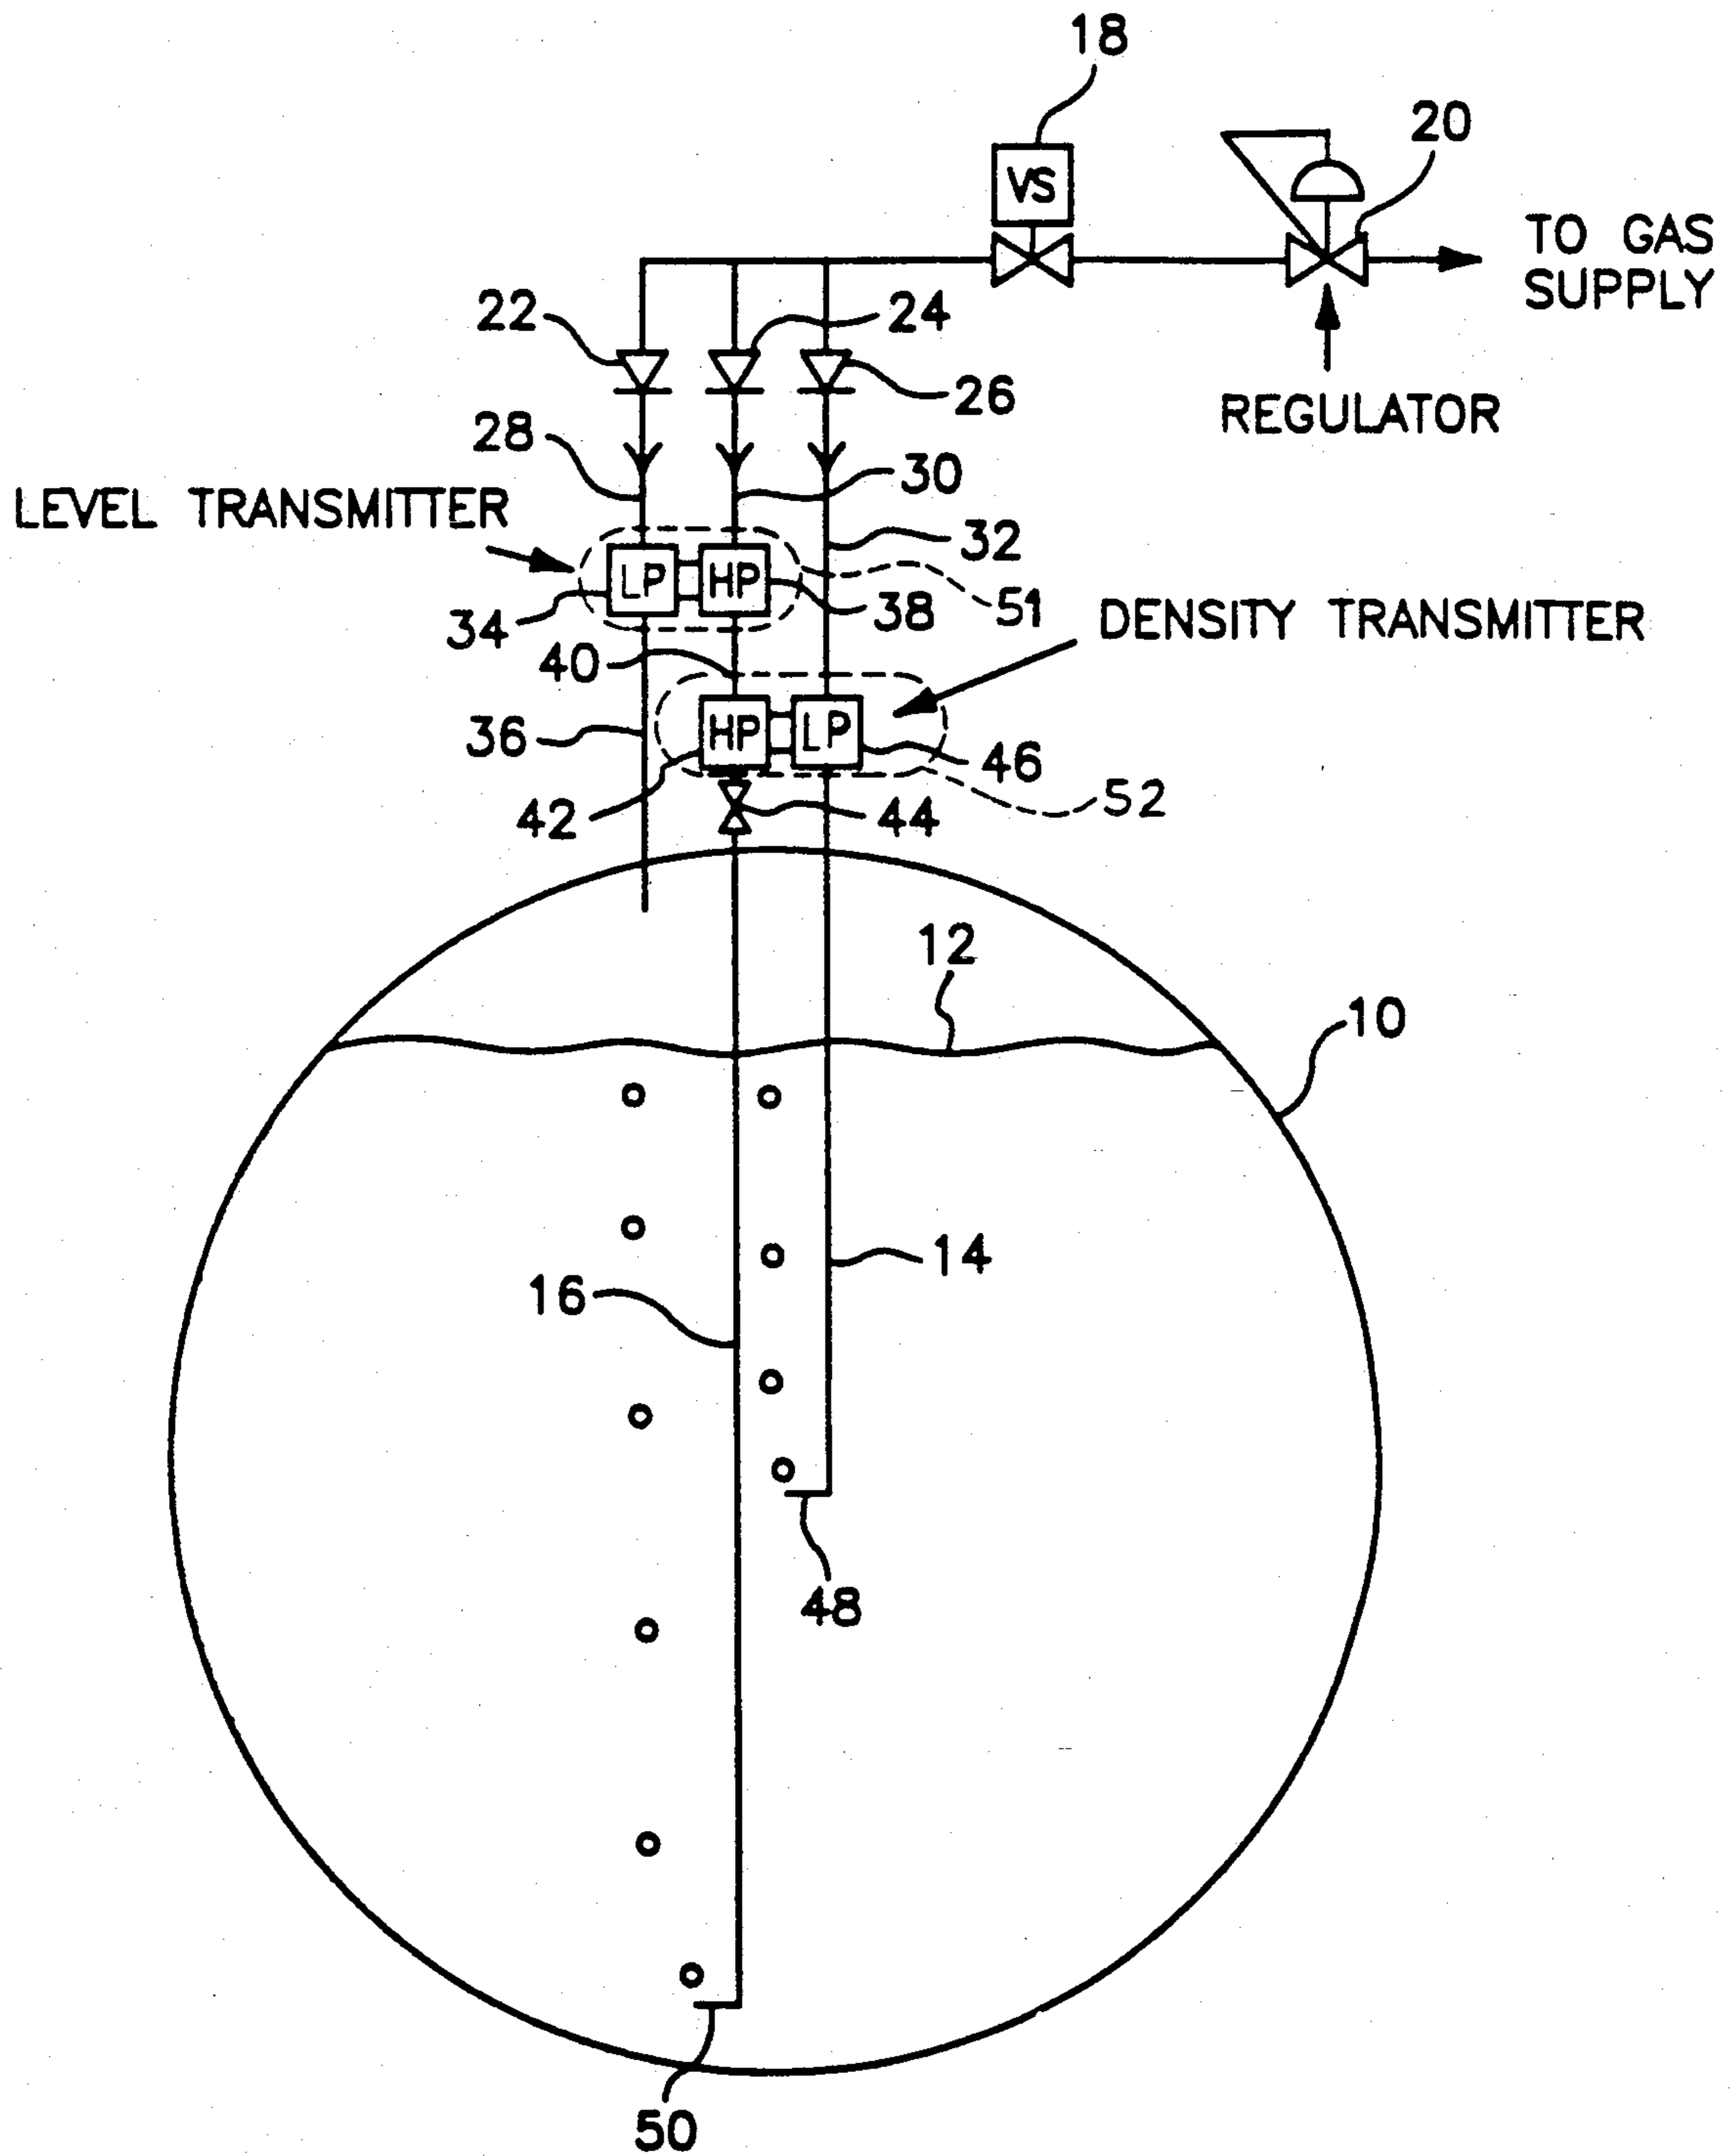 18
20
VS
TO GAS
SUPPLY
22
24
26
REGULATOR
28
30
LEVEL TRANSMITTER
32
LP
HP
51
34
38
DENSITY TRANSMITTER
40
36
HP
LP
46
52
42
44
12
10
14
16
48
50